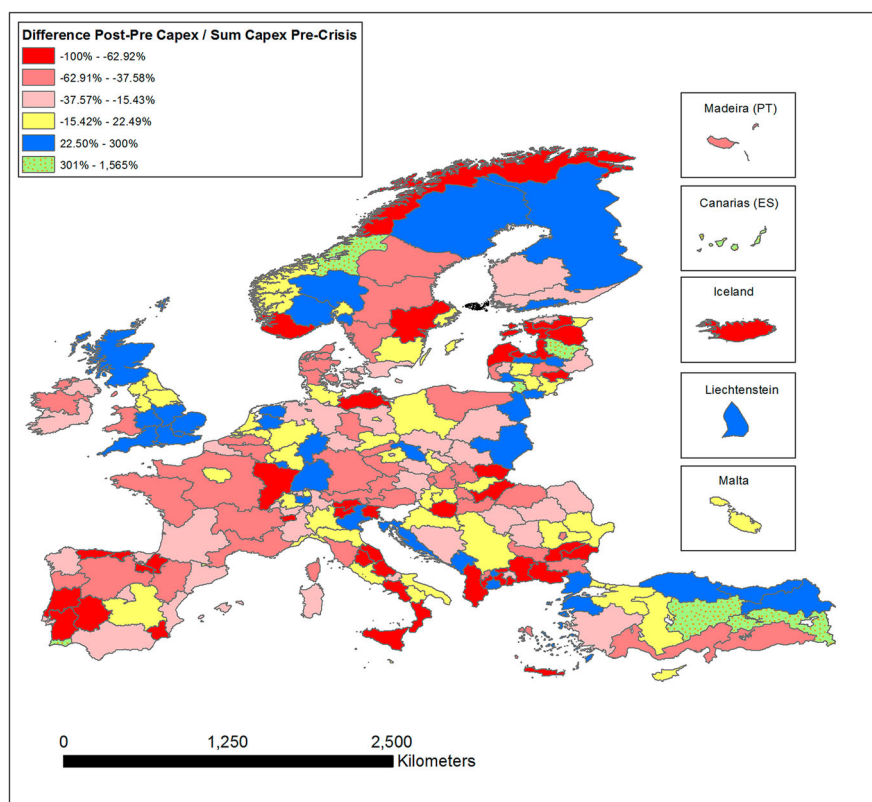 Difference Post-Pre Capex / Sum Capex Pre-Crisis
-100% - -62.92%
-62.91% - -37.58%
-37.57% - -15.43%
-15.42% - 22.49%
22.50% - 300%
301% - 1,565%
Madeira (PT)
Canarias (ES)
Iceland
Liechtenstein
Malta
0 1,250 2,500
Kilometers